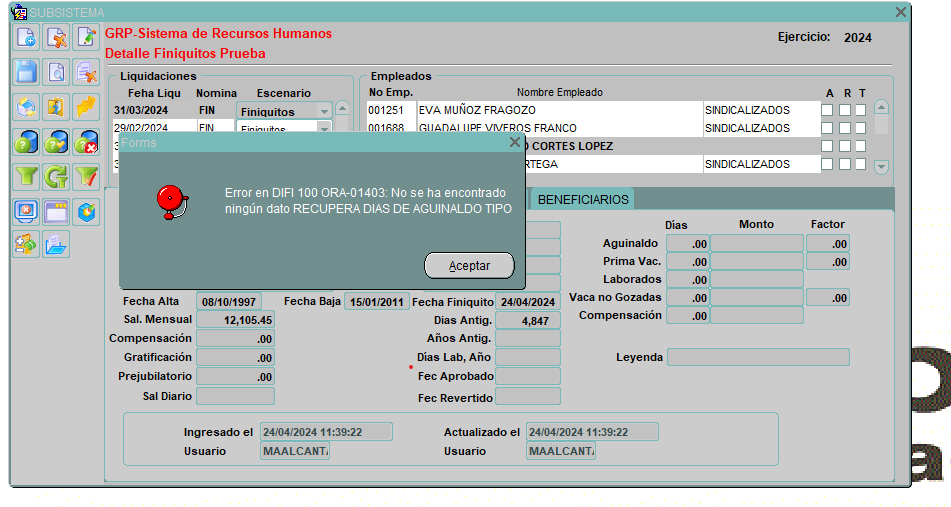 SUBSISTEMA
GRP-Sistema de Recursos Humanos
Ejercicio: 2024
Detalle Finiquitos Prueba
Liquidaciones
Empleados
Feha Liqu Nomina Escenario
No Emp. Nombre Empleado A R T
31/03/2024 FIN Finiquitos
001251 EVA MUÑOZ FRAGOZO SINDICALIZADOS
29/02/2024 FIN Finiquitos
001688 GUADALUPE VIVEROS FRANCO SINDICALIZADOS
CORTES LOPEZ
SINDICALIZADOS
Forms
Error en DIFI 100 ORA-01403: No se ha encontrado
ningún dato RECUPERA DIAS DE AGUINALDO TIPO
Aceptar
BENEFICIARIOS
Días Monto Factor
Aguinaldo .00 .00
Prima Vac. .00 .00
Laborados .00
Vaca no Gozadas .00 .00
Compensación .00
Leyenda
Fecha Alta 08/10/1997 Fecha Baja 15/01/2011 Fecha Finiquito 24/04/2024
Sal. Mensual 12,105.45 Dias Antig. 4,847
Compensación .00 Años Antig.
Gratificación .00 Días Lab, Año
Prejubilatorio .00 Fec Aprobado
Sal Diario Fec Revertido
Ingresado el 24/04/2024 11:39:22 Actualizado el 24/04/2024 11:39:22
Usuario MAALCANT Usuario MAALCANT